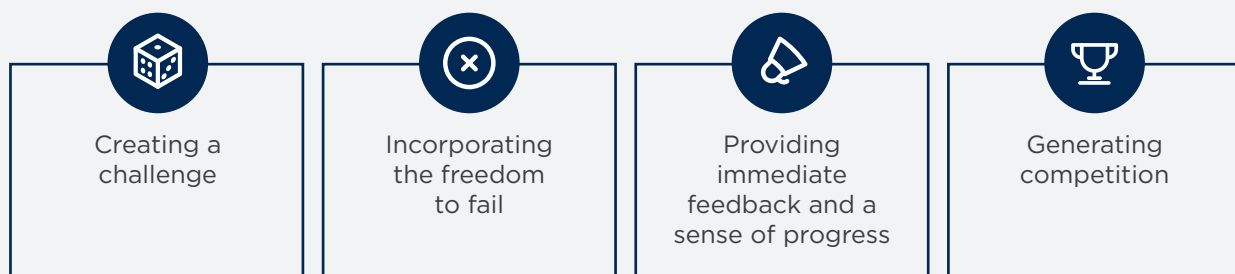 Creating a
challenge
Incorporating
the freedom
to fail
Providing
immediate
feedback and a
sense of progress
Generating
competition